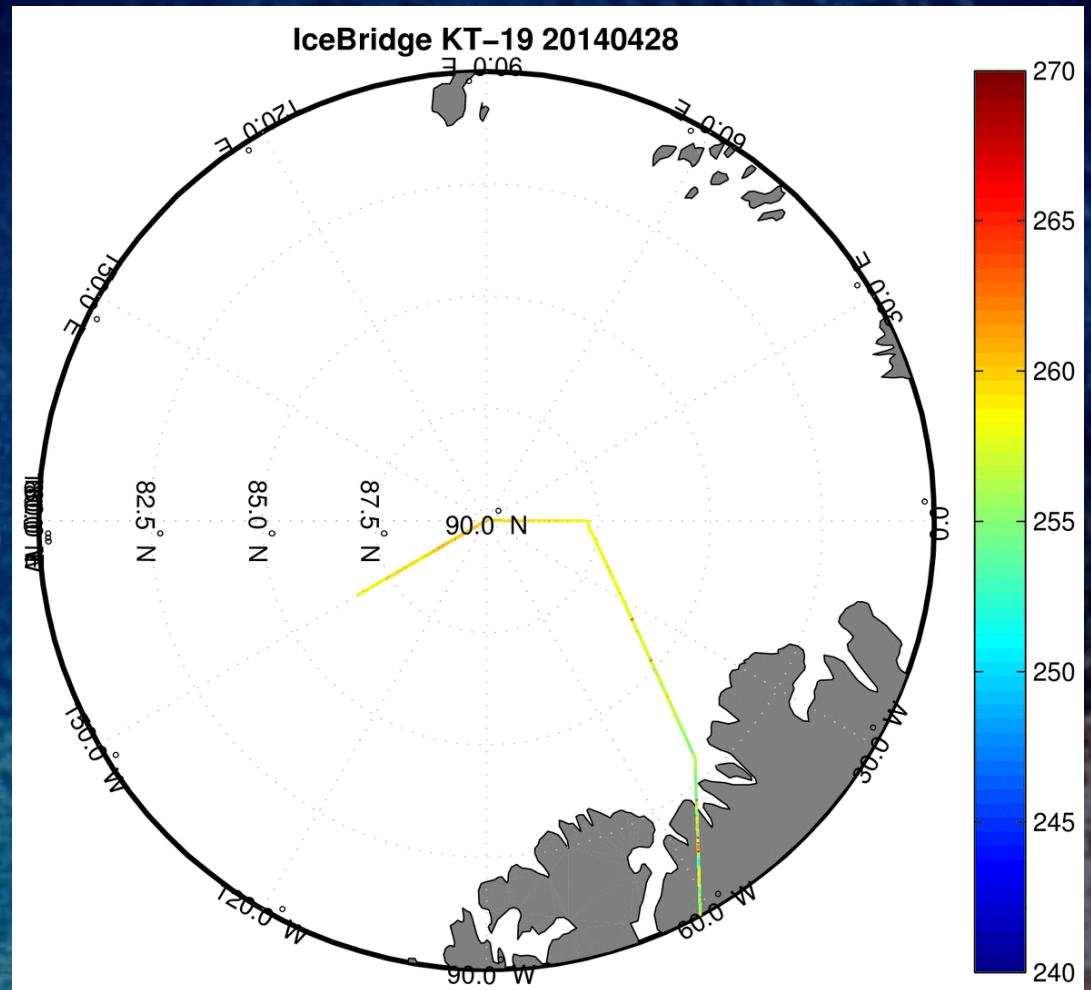 IceBridge KT−19 20140428
90.0° E
120.0° E
60.0° E
150.0° E
30.0° E
82.5° N
85.0° N
87.5° N
90.0° N
0.0°
150.0° W
30.0° W
120.0° W
60.0° W
90.0° W
270
265
260
255
250
245
240